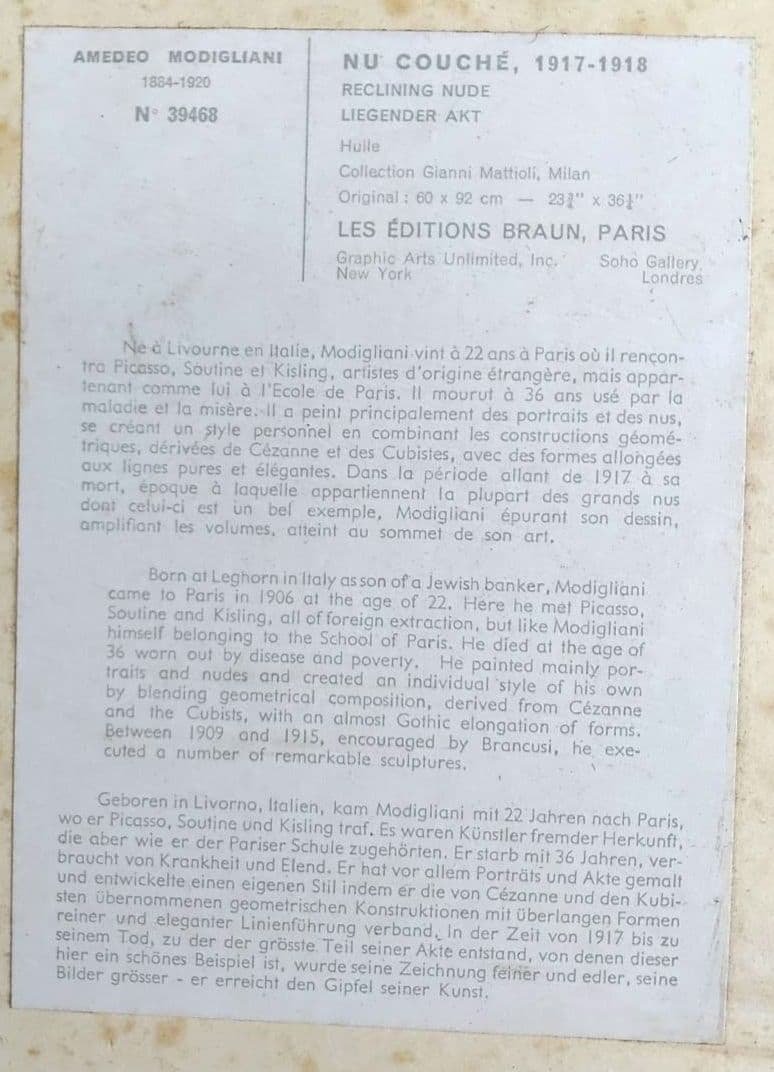 AMEDEO MODIGLIANI
1884-1920
N° 39468
NU COUCHÉ, 1917-1918
RECLINING NUDE
LIEGENDER AKT
Huile
Collection Gianni Mattioli, Milan
Original : 60 x 92 cm — 23¾" x 36¼"
LES ÉDITIONS BRAUN, PARIS
Graphic Arts Unlimited, Inc. Soho Gallery,
New York Londres
Ne à Livourne en Italie, Modigliani vint à 22 ans à Paris où il rençon-
tra Picasso, Soutine et Kisling, artistes d'origine étrangère, mais appar-
tenant comme lui à l'Ecole de Paris. Il mourut à 36 ans usé par la
maladie et la misère. Il a peint principalement des portraits et des nus,
se créant un style personnel en combinant les constructions géomé-
triques, dérivées de Cézanne et des Cubistes, avec des formes allongées
aux lignes pures et élégantes. Dans la période allant de 1917 à sa
mort, époque à laquelle appartiennent la plupart des grands nus
dont celui-ci est un bel exemple, Modigliani épurant son dessin,
amplifiant les volumes, atteint au sommet de son art.
Born at Leghorn in Italy as son of a Jewish banker, Modigliani
came to Paris in 1906 at the age of 22. Here he met Picasso,
Soutine and Kisling, all of foreign extraction, but like Modigliani
himself belonging to the School of Paris. He died at the age of
36 worn out by disease and poverty. He painted mainly por-
traits and nudes and created an individual style of his own
by blending geometrical composition, derived from Cézanne
and the Cubists, with an almost Gothic elongation of forms.
Between 1909 and 1915, encouraged by Brancusi, he exe-
cuted a number of remarkable sculptures.
Geboren in Livorno, Italien, kam Modigliani mit 22 Jahren nach Paris,
wo er Picasso, Soutine und Kisling traf. Es waren Künstler fremder Herkunft,
die aber wie er der Pariser Schule zugehörten. Er starb mit 36 Jahren, ver-
braucht von Krankheit und Elend. Er hat vor allem Porträts und Akte gemalt
und entwickelte einen eigenen Stil indem er die von Cézanne und den Kubi-
sten übernommenen geometrischen Konstruktionen mit überlangen Formen
reiner und eleganter Linienführung verband. In der Zeit von 1917 bis zu
seinem Tod, zu der der grösste Teil seiner Akte entstand, von denen dieser
hier ein schönes Beispiel ist, wurde seine Zeichnung feiner und edler, seine
Bilder grösser - er erreicht den Gipfel seiner Kunst.